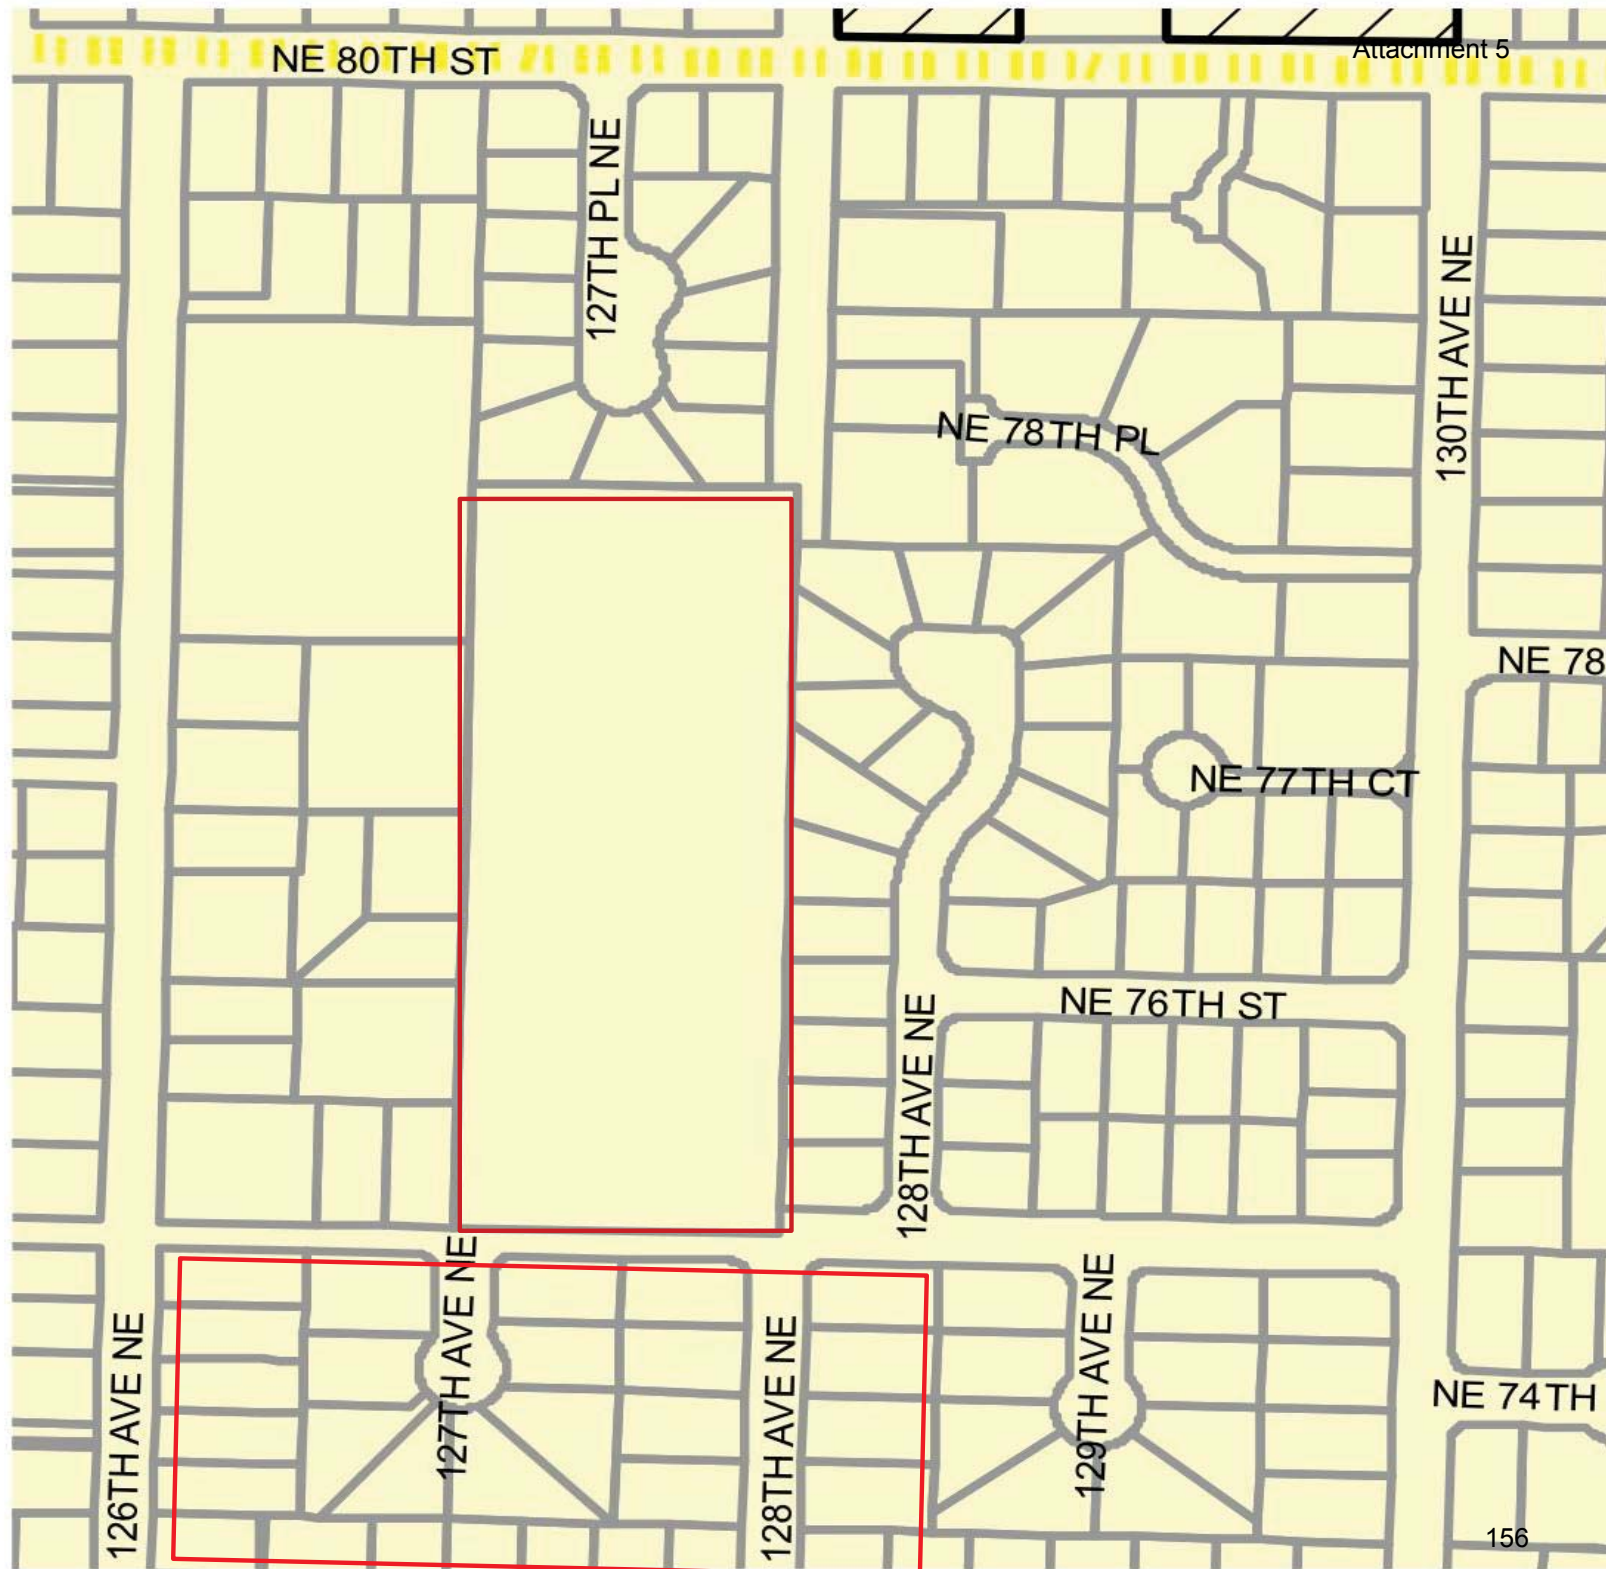 Attachment 5
NE 80TH ST
127TH PL NE
130TH AVE NE
NE 78TH PL
NE 78
NE 77TH CT
NE 76TH ST
128TH AVE NE
127TH AVE NE
129TH AVE NE
126TH AVE NE
128TH AVE NE
NE 74TH
156